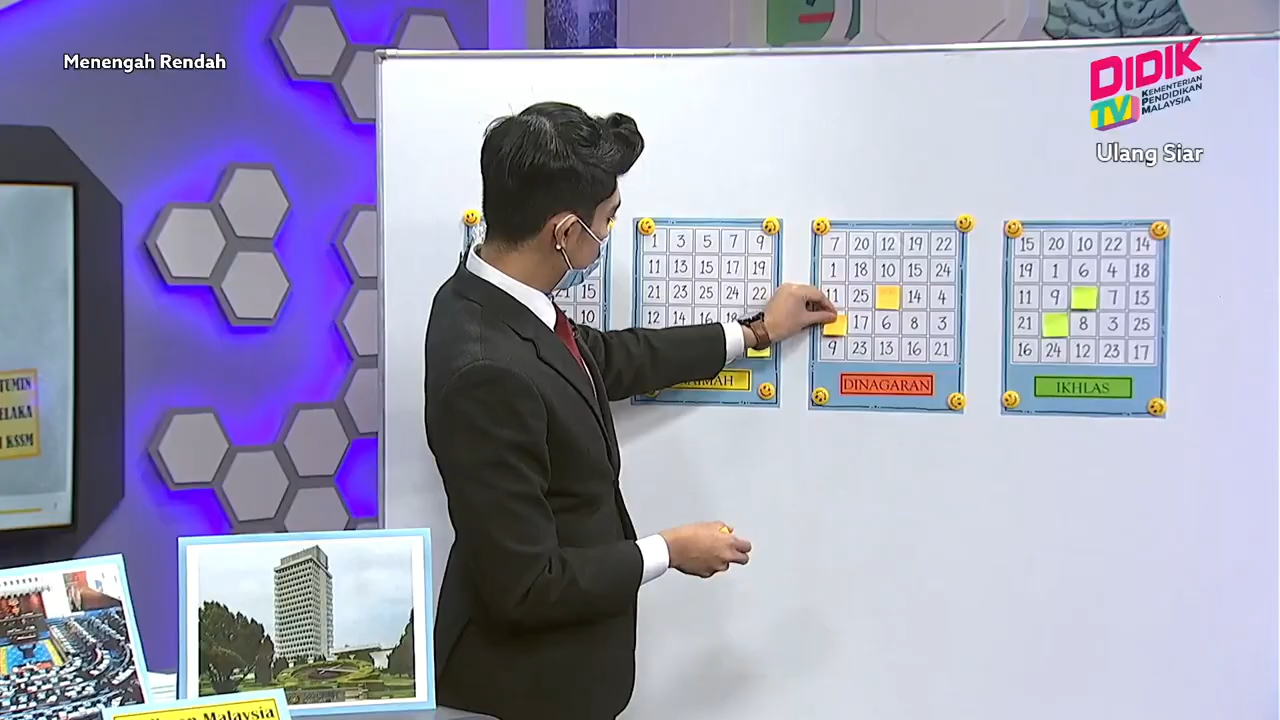 Menengah Rendah
DIDIK
TV
KEMENTERIAN
PENDIDIKAN
MALAYSIA
Ulang Siar
21 15
10
1 3 5 7 9
11 13 15 17 19
21 23 25 24 22
12 14 16 18
7 20 12 19 22
1 18 10 15 24
11 25 14 4
17 6 8 3
9 23 13 16 21
DINAGARAN
15 20 10 22 14
19 1 6 4 18
11 9 7 13
21 8 3 25
16 24 12 23 17
IKHLAS
KSSM
Malaysia